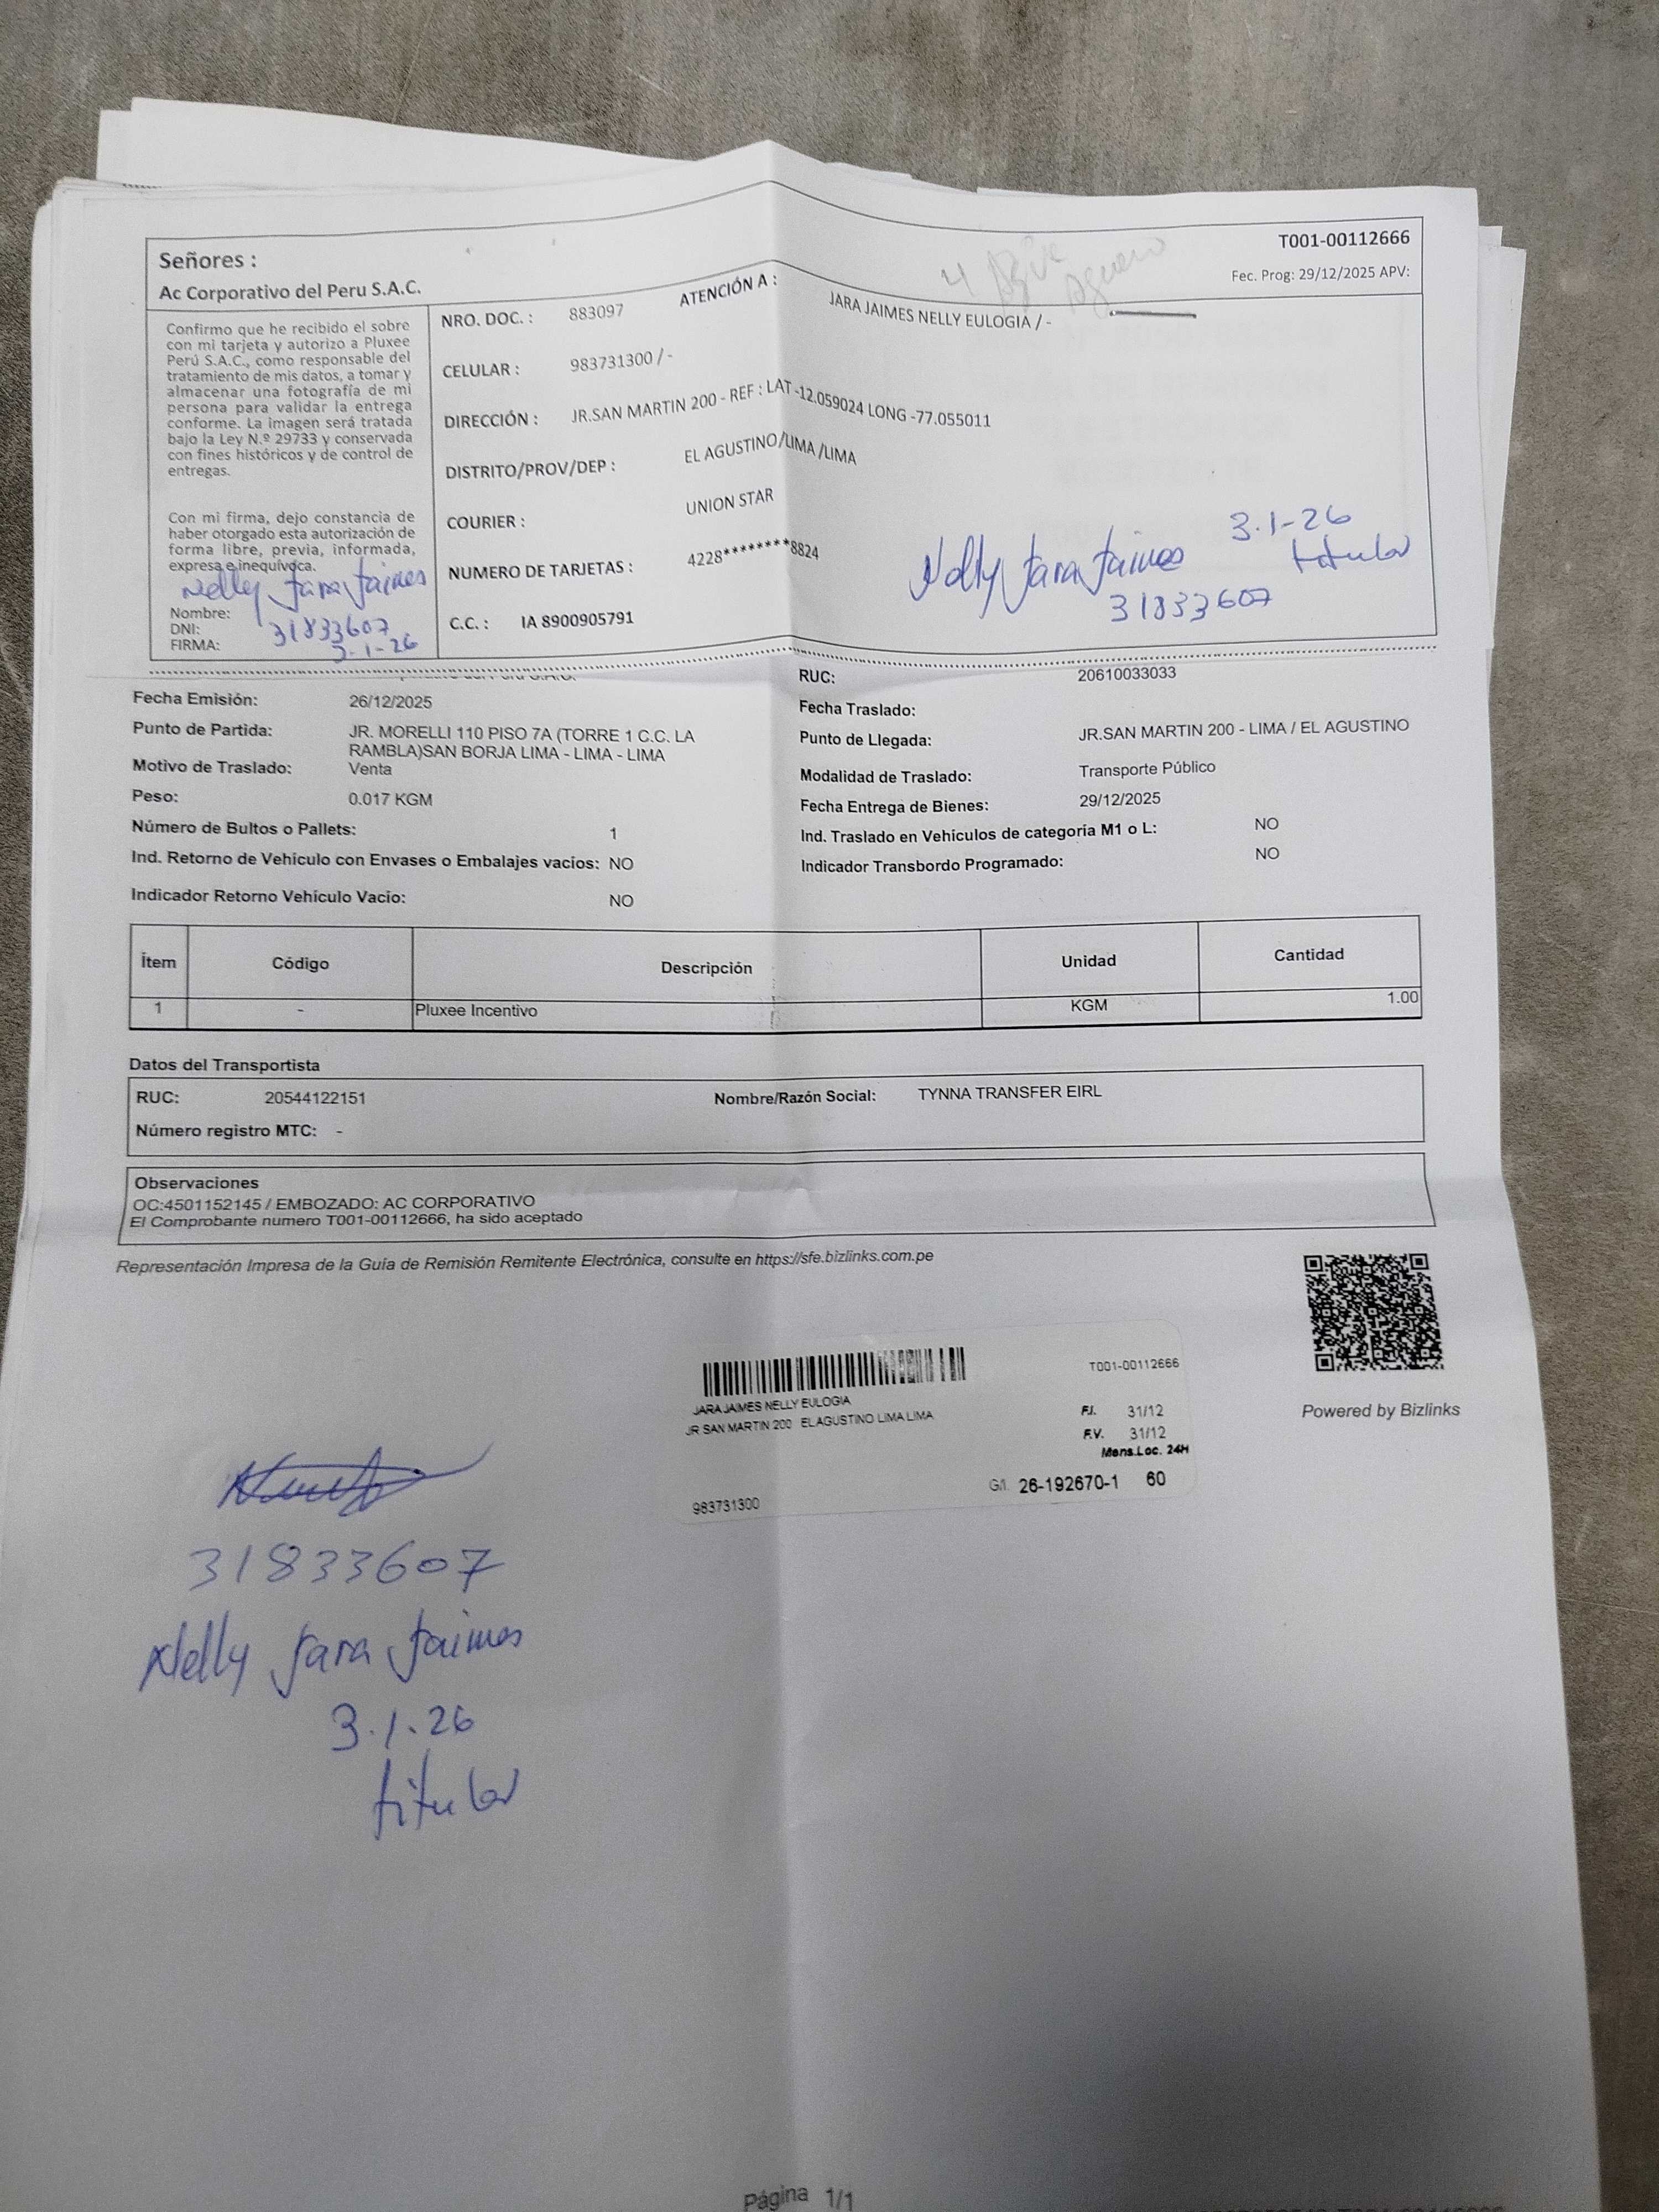 T001-00112666
Señores :
Ac Corporativo del Peru S.A.C.
Fec. Prog: 29/12/2025 APV:
Confirmo que he recibido el sobre
con mi tarjeta y autorizo a Pluxee
Perú S.A.C., como responsable del
tratamiento de mis datos, a tomar y
almacenar una fotografía de mi
persona para validar la entrega
conforme. La imagen será tratada
bajo la Ley N.º 29733 y conservada
con fines históricos y de control de
entregas.
Con mi firma, dejo constancia de
haber otorgado esta autorización de
forma libre, previa, informada,
expresa e inequívoca.
Nelly Jara Jaimes
Nombre:
DNI: 31833607
FIRMA: 3-1-26
NRO. DOC. : 883097 ATENCIÓN A : JARA JAIMES NELLY EULOGIA / -
CELULAR : 983731300 / -
DIRECCIÓN : JR.SAN MARTIN 200 - REF : LAT -12.059024 LONG -77.055011
DISTRITO/PROV/DEP : EL AGUSTINO/LIMA /LIMA
COURIER : UNION STAR
NUMERO DE TARJETAS : 4228********8824
C.C. : IA 8900905791
3.1-26
Nelly Jara Jaimes titular
31833607
RUC: 20610033033
Fecha Emisión: 26/12/2025
Fecha Traslado:
Punto de Partida: JR. MORELLI 110 PISO 7A (TORRE 1 C.C. LA
RAMBLA)SAN BORJA LIMA - LIMA - LIMA
Punto de Llegada: JR.SAN MARTIN 200 - LIMA / EL AGUSTINO
Motivo de Traslado: Venta
Modalidad de Traslado: Transporte Público
Peso: 0.017 KGM
Fecha Entrega de Bienes: 29/12/2025
Número de Bultos o Pallets: 1
Ind. Traslado en Vehículos de categoría M1 o L: NO
Ind. Retorno de Vehículo con Envases o Embalajes vacíos: NO
Indicador Transbordo Programado: NO
Indicador Retorno Vehículo Vacío: NO
Ítem Código Descripción Unidad Cantidad
1 - Pluxee Incentivo KGM 1.00
Datos del Transportista
RUC: 20544122151 Nombre/Razón Social: TYNNA TRANSFER EIRL
Número registro MTC: -
Observaciones
OC:4501152145 / EMBOZADO: AC CORPORATIVO
El Comprobante numero T001-00112666, ha sido aceptado
Representación Impresa de la Guía de Remisión Remitente Electrónica, consulte en https://sfe.bizlinks.com.pe
Powered by Bizlinks
T001-00112666
JARA JAIMES NELLY EULOGIA
JR SAN MARTIN 200 EL AGUSTINO LIMA LIMA
F.I. 31/12
F.V. 31/12
Mens.Loc. 24H
G/I. 26-192670-1 60
983731300
31833607
Nelly Jara Jaimes
3.1.26
titular
Página 1/1